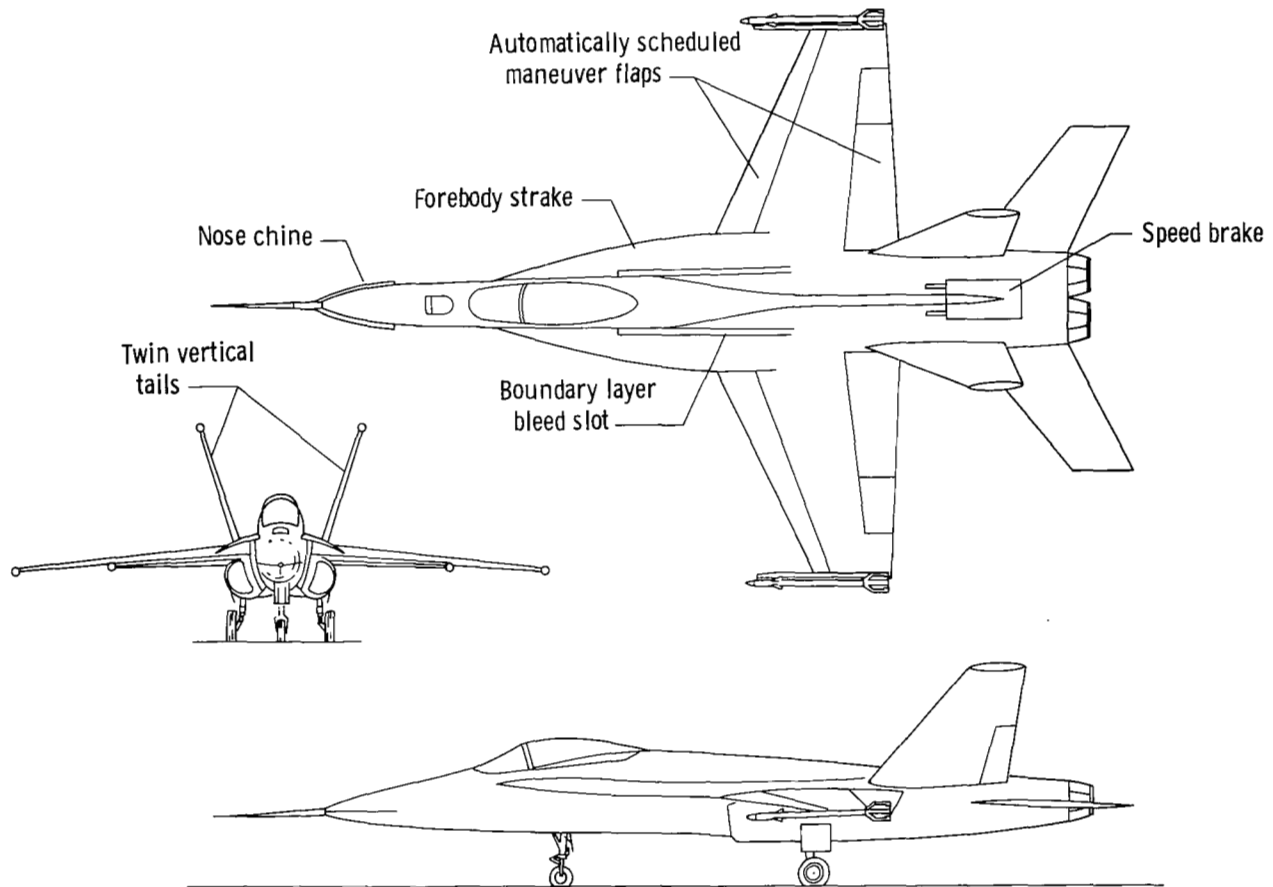 Automatically scheduled
maneuver flaps
Forebody strake
Nose chine
Speed brake
Twin vertical
tails
Boundary layer
bleed slot